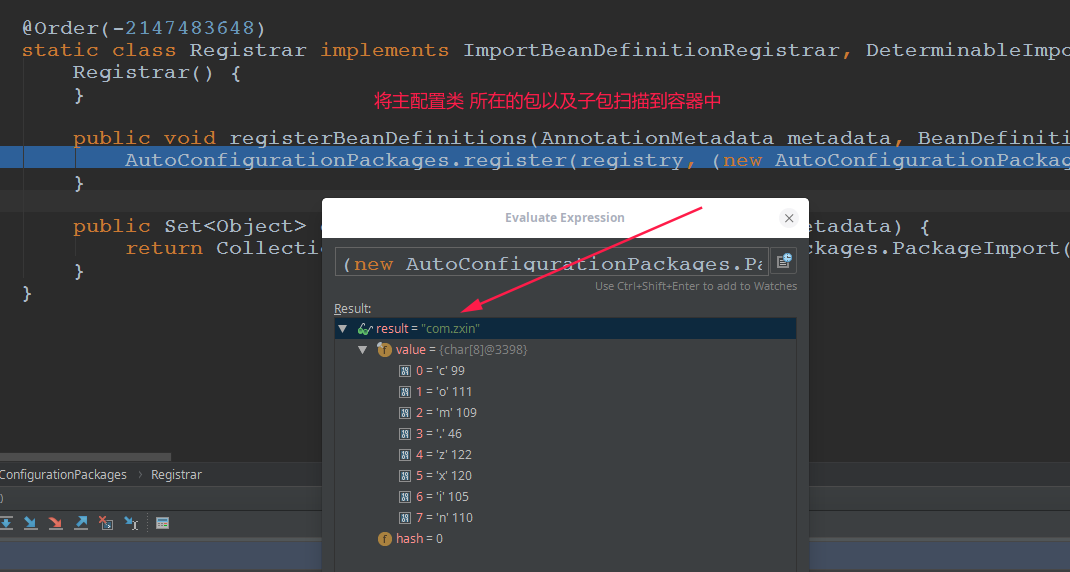 @Order(-2147483648)
static class Registrar implements ImportBeanDefinitionRegistrar, DeterminableImpo
Registrar() {
}
将主配置类 所在的包以及子包扫描到容器中
public void registerBeanDefinitions(AnnotationMetadata metadata, BeanDefiniti
AutoConfigurationPackages.register(registry, (new AutoConfigurationPackag
}
public Set<Object> etadata) {
return Collectio ckages.PackageImport(
}
}
Evaluate Expression
(new AutoConfigurationPackages.Pa
Use Ctrl+Shift+Enter to add to Watches
Result:
result = "com.zxin"
value = {char[8]@3398}
0 = 'c' 99
1 = 'o' 111
2 = 'm' 109
3 = '.' 46
4 = 'z' 122
5 = 'x' 120
6 = 'i' 105
7 = 'n' 110
hash = 0
ConfigurationPackages Registrar